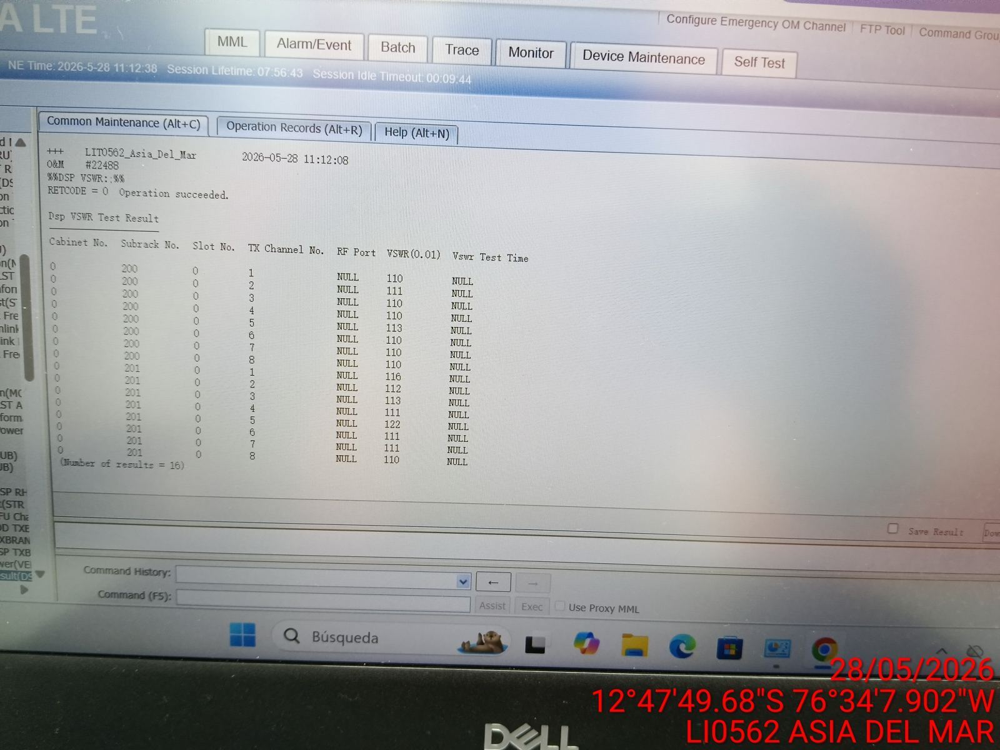 A LTE
Configure Emergency OM Channel | FTP Tool | Command Grou
MML Alarm/Event Batch Trace Monitor Device Maintenance Self Test
NE Time: 2026-5-28 11:12:38 Session Lifetime: 07:56:43 Session Idle Timeout: 00:09:44
Common Maintenance (Alt+C) Operation Records (Alt+R) Help (Alt+N)
+++ LIT0562_Asia_Del_Mar 2026-05-28 11:12:08
O&M #22488
%%DSP VSWR:;%%
RETCODE = 0 Operation succeeded.
Dsp VSWR Test Result
Cabinet No. Subrack No. Slot No. TX Channel No. RF Port VSWR(0.01) Vswr Test Time
0 200 0 1 NULL 110 NULL
0 200 0 2 NULL 111 NULL
0 200 0 3 NULL 110 NULL
0 200 0 4 NULL 110 NULL
0 200 0 5 NULL 113 NULL
0 200 0 6 NULL 110 NULL
0 200 0 7 NULL 110 NULL
0 200 0 8 NULL 110 NULL
0 201 0 1 NULL 116 NULL
0 201 0 2 NULL 112 NULL
0 201 0 3 NULL 113 NULL
0 201 0 4 NULL 111 NULL
0 201 0 5 NULL 122 NULL
0 201 0 6 NULL 111 NULL
0 201 0 7 NULL 111 NULL
0 201 0 8 NULL 110 NULL
(Number of results = 16)
Save Result Dow
Command History: ← →
Command (F5): Assist Exec Use Proxy MML
Búsqueda
28/05/2026
12°47'49.68"S 76°34'7.902"W
LI0562 ASIA DEL MAR
DELL